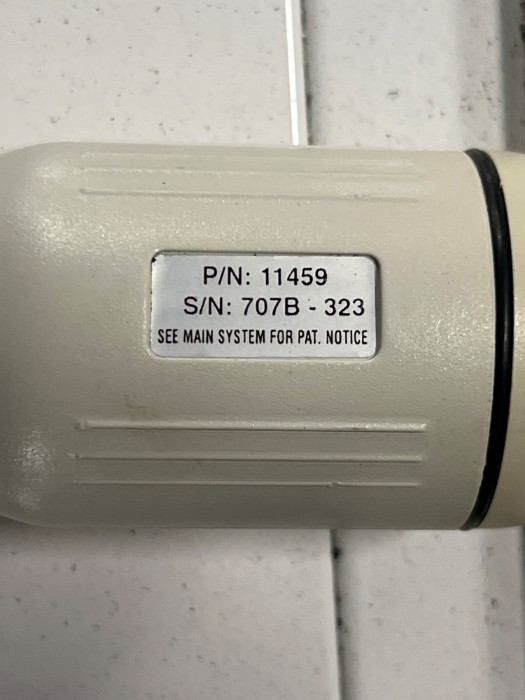 P/N: 11459
S/N: 707B - 323
SEE MAIN SYSTEM FOR PAT. NOTICE